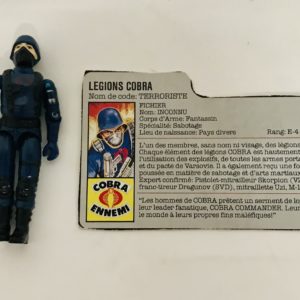 LÉGIONS COBRA
Nom de code: TERRORISTE
FICHIER
Nom: INCONNU
Corps d'Arme: Fantassin
Spécialité: Sabotage
Lieu de naissance: Pays divers Rang: E-4
L'un des membres, sans nom ni visage, des légions
Chaque élément des légions COBRA est hautement
l'utilisation des explosifs, de toutes les armes port
et du pacte de Varsovie. Il a également reçu une fo
poussée en matière de sabotage et d'arts martiaux
Expert confirmé: Pistolet-mitrailleur Skorpion
franc-tireur Dragunov (SVD), mitraillette Uzi, M-1
"Les hommes de COBRA prêtent un serment de lo
leur leader fanatique, COBRA COMMANDER. Leur
le monde à leurs propres fins maléfiques!"
COBRA
ENNEMI